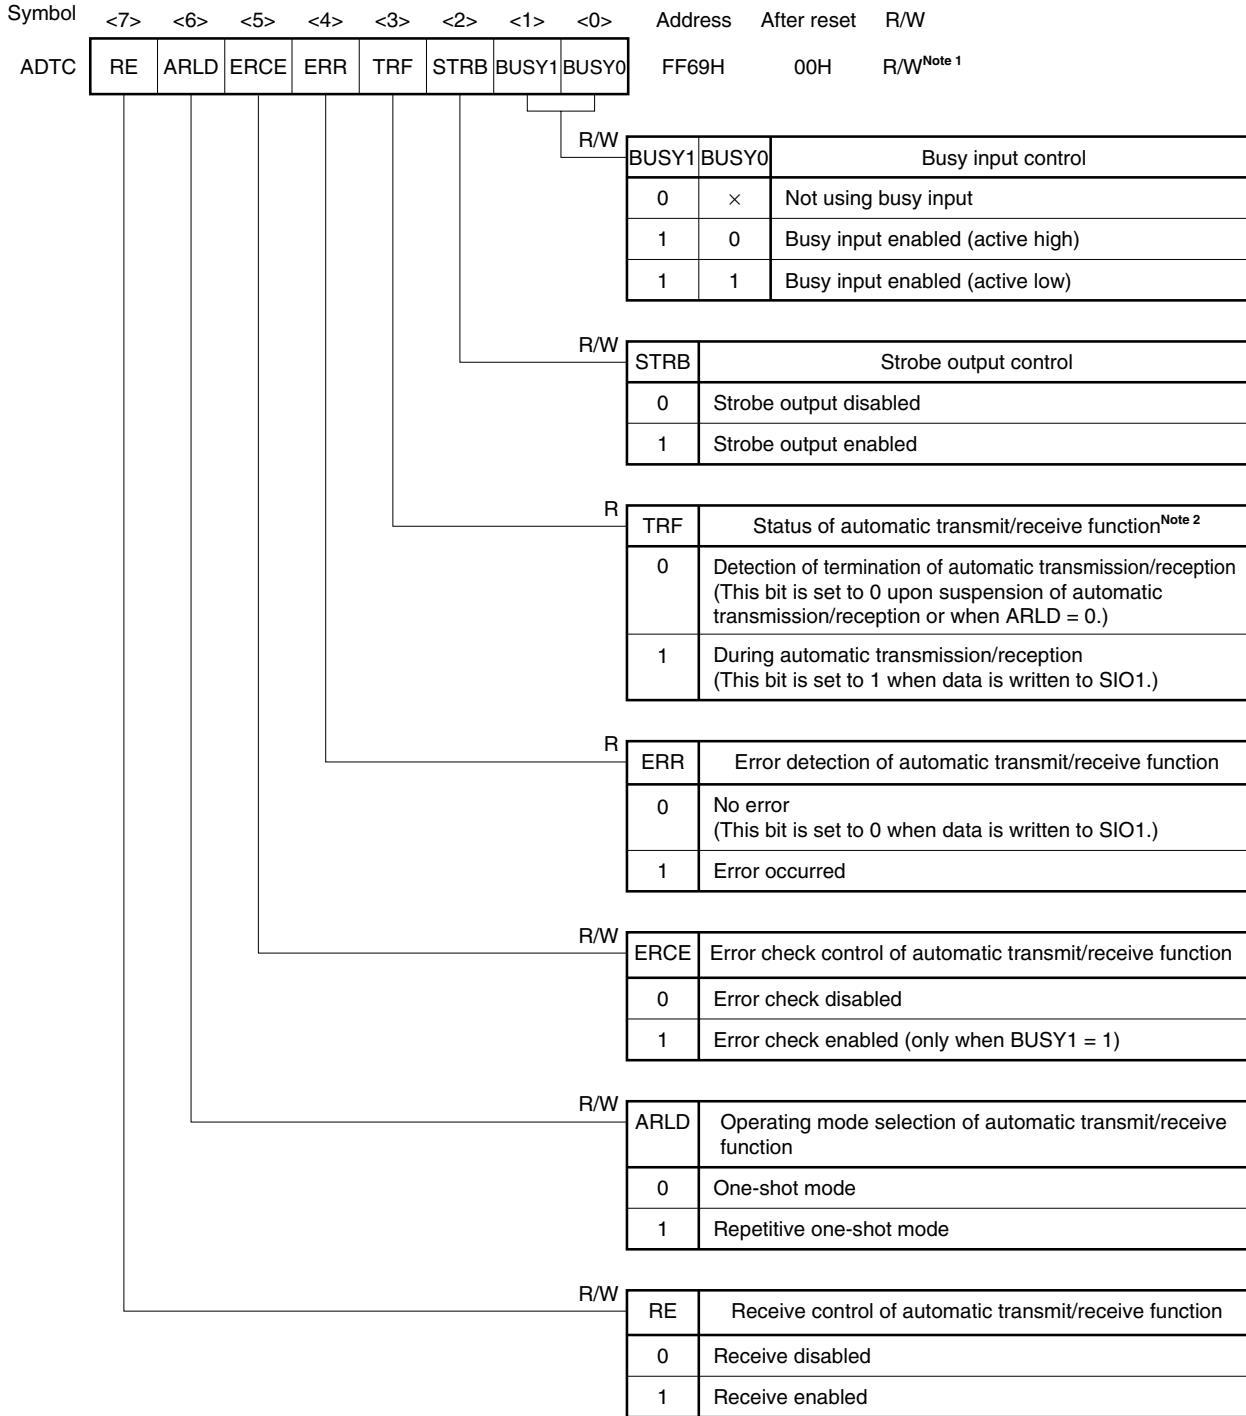 Symbol <7> <6> <5> <4> <3> <2> <1> <0> Address After reset R/W
ADTC RE ARLD ERCE ERR TRF STRB BUSY1 BUSY0 FF69H 00H R/W Note 1
R/W
BUSY1 BUSY0 Busy input control
0 × Not using busy input
1 0 Busy input enabled (active high)
1 1 Busy input enabled (active low)
R/W
STRB Strobe output control
0 Strobe output disabled
1 Strobe output enabled
R
TRF Status of automatic transmit/receive function Note 2
0 Detection of termination of automatic transmission/reception
(This bit is set to 0 upon suspension of automatic
transmission/reception or when ARLD = 0.)
1 During automatic transmission/reception
(This bit is set to 1 when data is written to SIO1.)
R
ERR Error detection of automatic transmit/receive function
0 No error
(This bit is set to 0 when data is written to SIO1.)
1 Error occurred
R/W
ERCE Error check control of automatic transmit/receive function
0 Error check disabled
1 Error check enabled (only when BUSY1 = 1)
R/W
ARLD Operating mode selection of automatic transmit/receive
function
0 One-shot mode
1 Repetitive one-shot mode
R/W
RE Receive control of automatic transmit/receive function
0 Receive disabled
1 Receive enabled